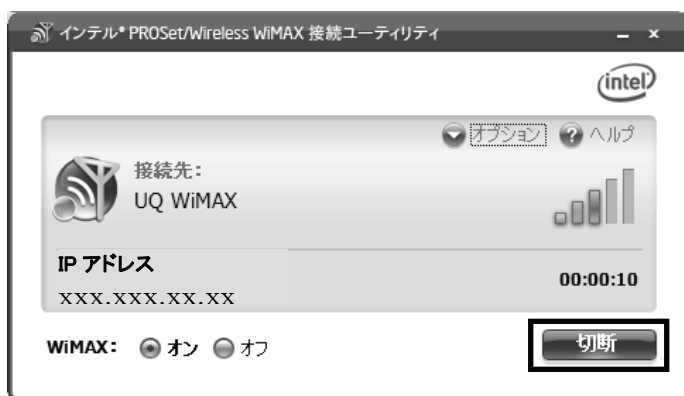 インテル® PROSet/Wireless WiMAX 接続ユーティリティ
intel
オプション ? ヘルプ
接続先:
UQ WiMAX
IP アドレス
00:00:10
xxx.xxx.xx.xx
WiMAX: オン オフ
切断